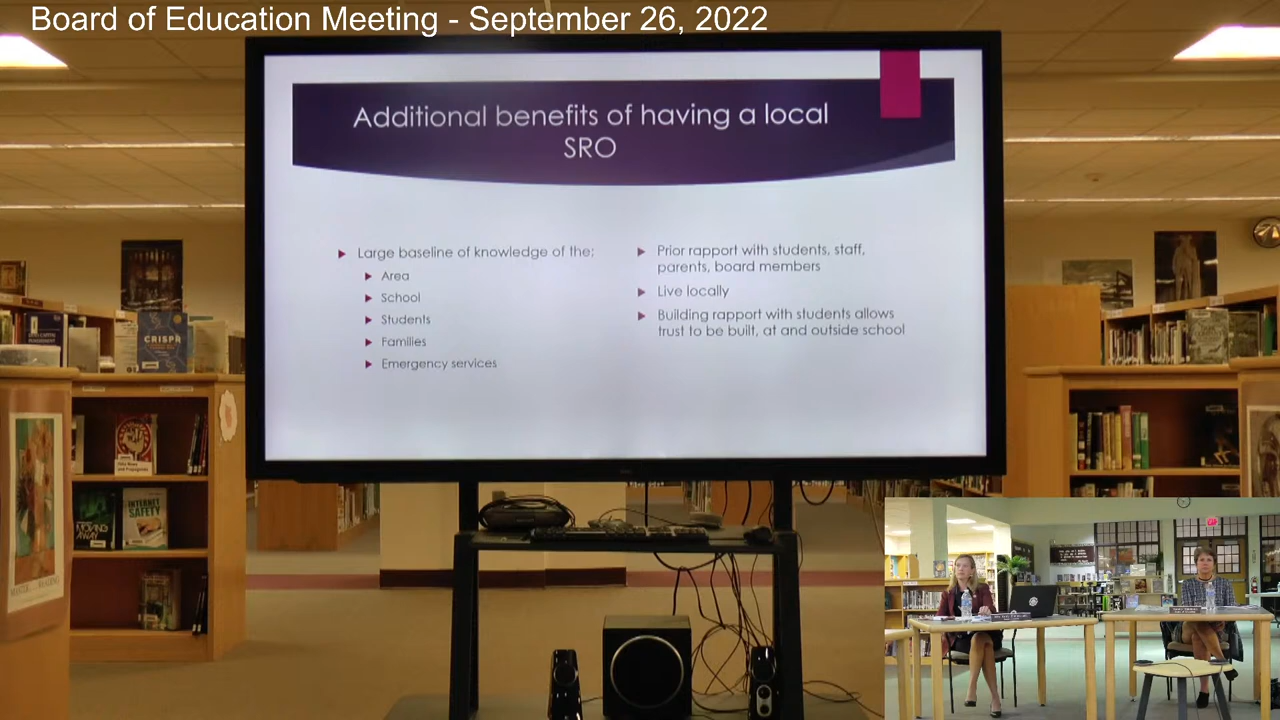 Board of Education Meeting - September 26, 2022
Additional benefits of having a local
SRO
Large baseline of knowledge of the:
Area
School
Students
Families
Emergency services
Prior rapport with students, staff,
parents, board members
Live locally
Building rapport with students allows
trust to be built, at and outside school
CRISPR
INTERNET
SAFETY